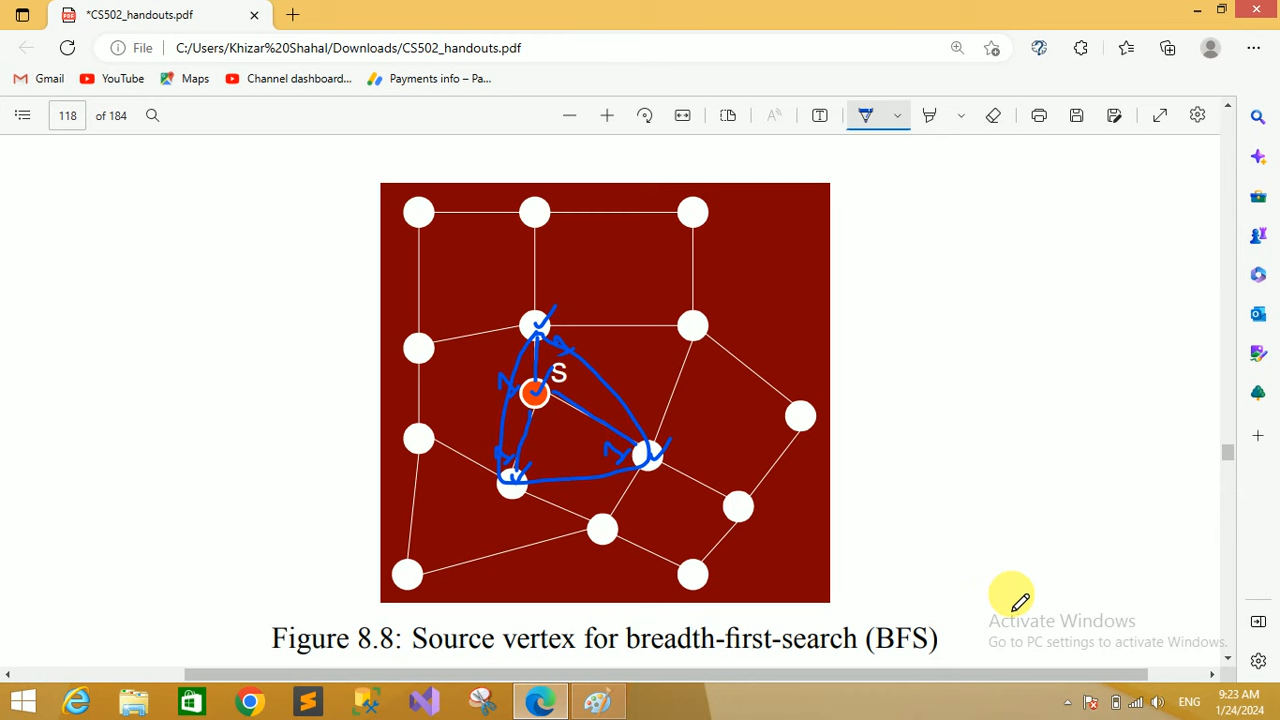 *CS502_handouts.pdf
File C:/Users/Khizar%20Shahal/Downloads/CS502_handouts.pdf
Gmail YouTube Maps Channel dashboard... Payments info – Pa...
118 of 184
S
1
Figure 8.8: Source vertex for breadth-first-search (BFS)
Activate Windows
Go to PC settings to activate Windows.
ENG
9:23 AM
1/24/2024